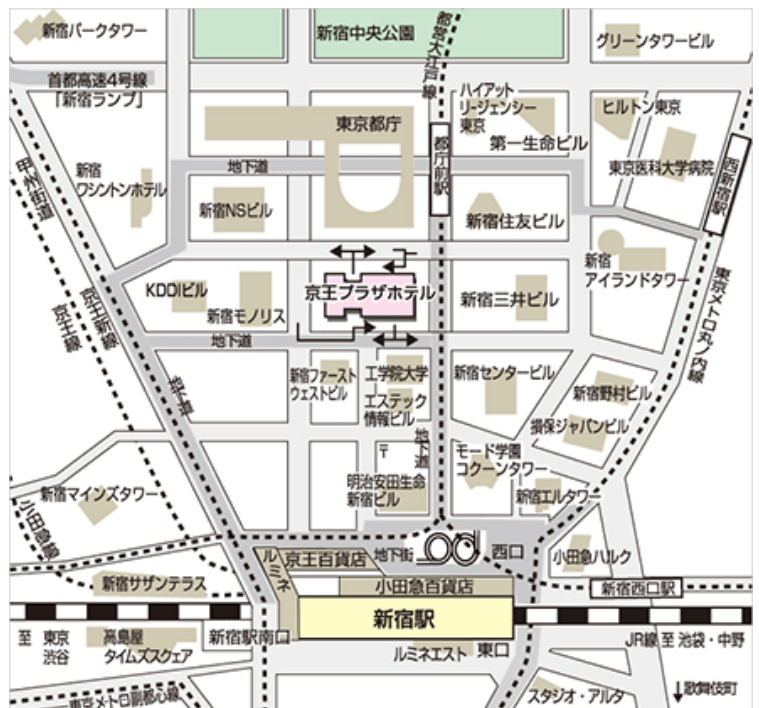 新宿パークタワー
新宿中央公園
都営大江戸線
グリーンタワービル
首都高速4号線
「新宿ランプ」
ハイアット
リージェンシー
東京
ヒルトン東京
東京都庁
第一生命ビル
都庁前駅
西新宿駅
甲州街道
新宿
ワシントンホテル
地下道
東京医科大学病院
新宿NSビル
新宿住友ビル
新宿
アイランドタワー
京王プラザホテル
KDDIビル
新宿モノリス
新宿三井ビル
京王新線
京王線
東京メトロ丸ノ内線
地下道
新宿ファースト
ウェストビル
工学院大学
エステック
情報ビル
新宿センタービル
新宿野村ビル
損保ジャパンビル
地下道
〒
モード学園
コクーンタワー
明治安田生命
新宿ビル
新宿エルタワー
新宿マインズタワー
小田急線
ルミネ
京王百貨店
地下街
西口
小田急ハルク
新宿サザンテラス
小田急百貨店
新宿西口駅
新宿駅
至 東京
渋谷
高島屋
タイムズスクェア
新宿駅南口
ルミネエスト
東口
JR線 至 池袋・中野
東京メトロ副都心線
スタジオ・アルタ
↓歌舞伎町